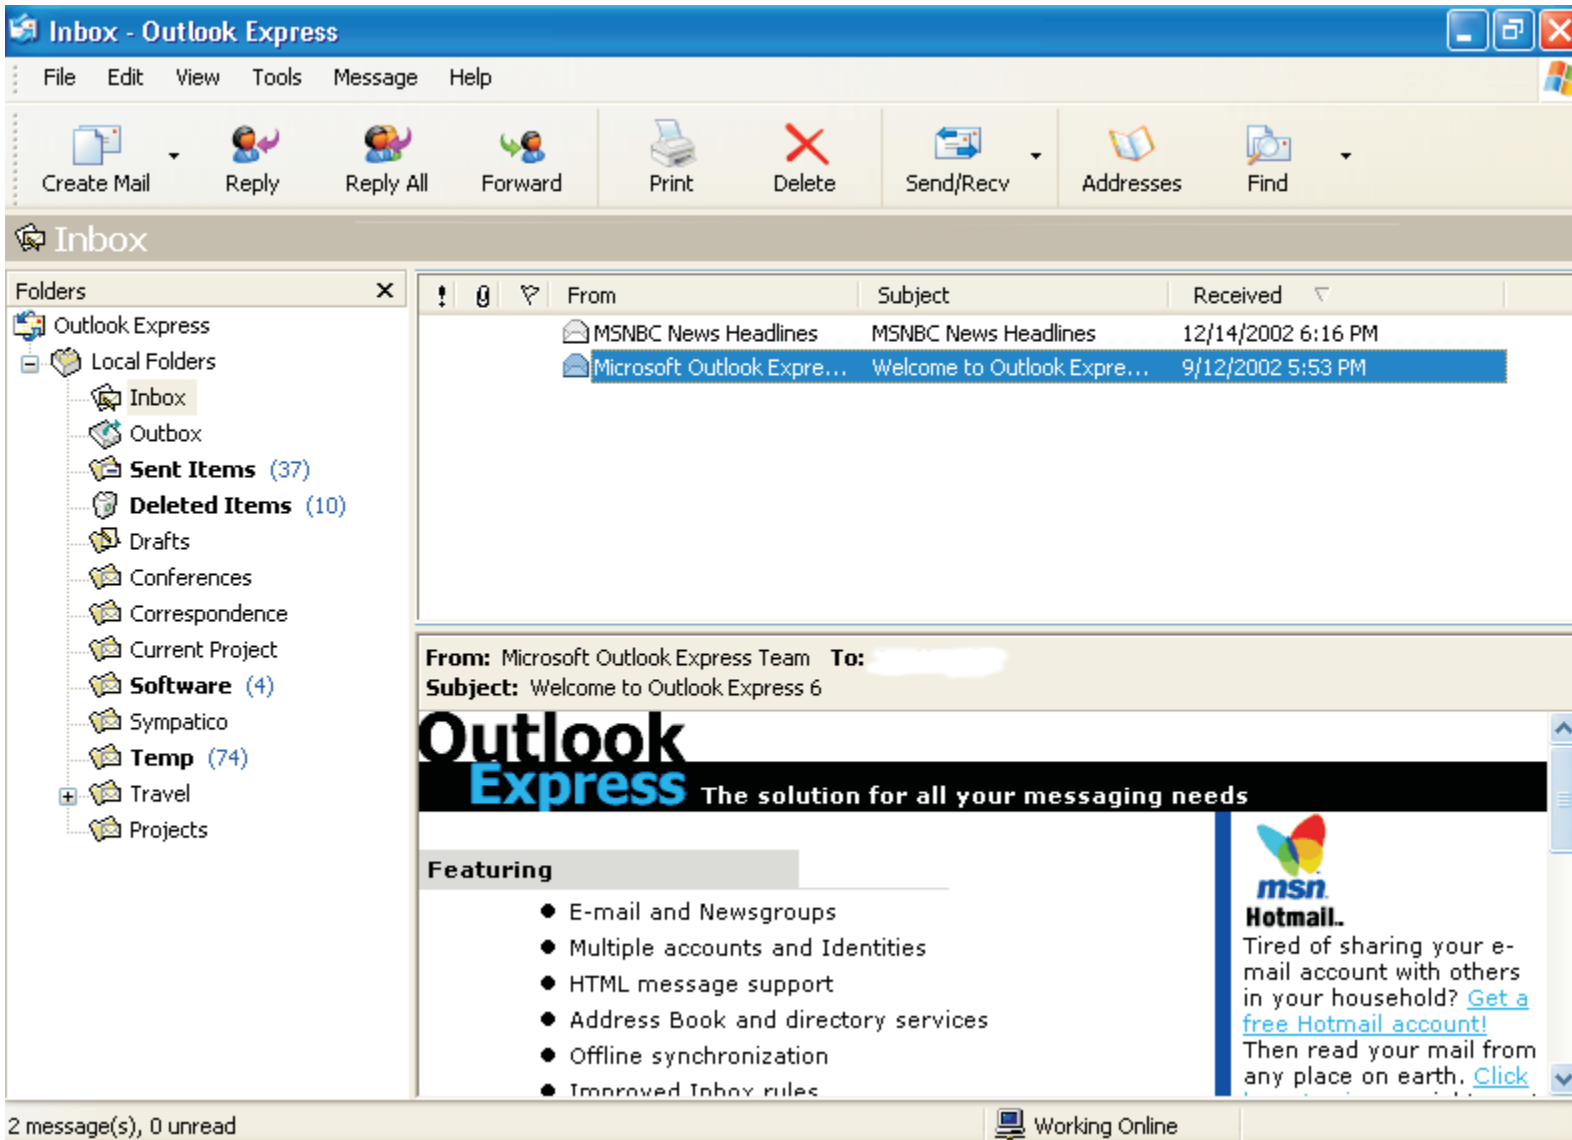 Inbox - Outlook Express
File Edit View Tools Message Help
Create Mail Reply Reply All Forward Print Delete Send/Recv Addresses Find
Inbox
Folders
Outlook Express
Local Folders
Inbox
Outbox
Sent Items (37)
Deleted Items (10)
Drafts
Conferences
Correspondence
Current Project
Software (4)
Sympatico
Temp (74)
Travel
Projects
! From Subject Received
MSNBC News Headlines MSNBC News Headlines 12/14/2002 6:16 PM
Microsoft Outlook Expre... Welcome to Outlook Expre... 9/12/2002 5:53 PM
From: Microsoft Outlook Express Team To:
Subject: Welcome to Outlook Express 6
Outlook
Express The solution for all your messaging needs
Featuring
● E-mail and Newsgroups
● Multiple accounts and Identities
● HTML message support
● Address Book and directory services
● Offline synchronization
● Improved Inbox rules
msn
Hotmail..
Tired of sharing your e-
mail account with others
in your household? Get a
free Hotmail account!
Then read your mail from
any place on earth. Click
2 message(s), 0 unread Working Online